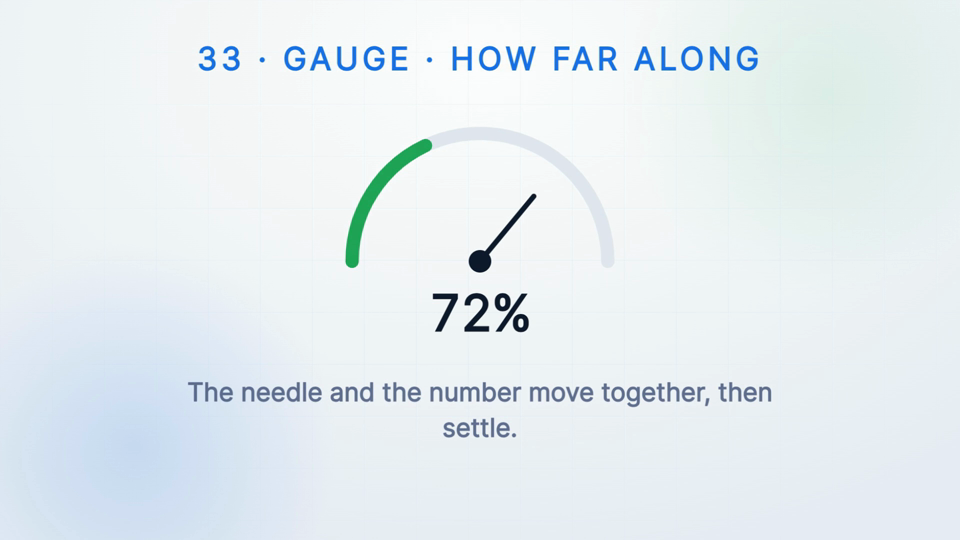 33 · GAUGE · HOW FAR ALONG
72%
The needle and the number move together, then
settle.